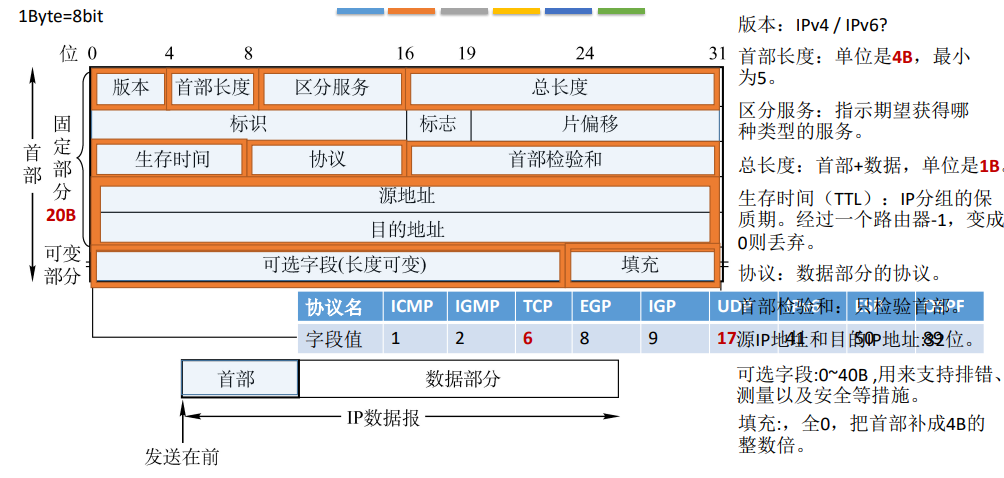 1Byte=8bit
位 0 4 8 16 19 24 31
版本 首部长度 区分服务 总长度
标识 标志 片偏移
生存时间 协议 首部检验和
源地址
目的地址
可选字段(长度可变) 填充
首部
固定部分
20B
可变
部分
协议名 ICMP IGMP TCP EGP IGP
字段值 1 2 6 8 9 17 41 50 89
首部 数据部分
IP数据报
发送在前
版本：IPv4 / IPv6?
首部长度：单位是4B，最小
为5。
区分服务：指示期望获得哪
种类型的服务。
总长度：首部+数据，单位是1B。
生存时间（TTL）：IP分组的保
质期。经过一个路由器-1，变成
0则丢弃。
协议：数据部分的协议。
首部检验和：只检验首部。
源IP地址和目的IP地址:32位。
可选字段:0~40B ,用来支持排错、
测量以及安全等措施。
填充:，全0，把首部补成4B的
整数倍。